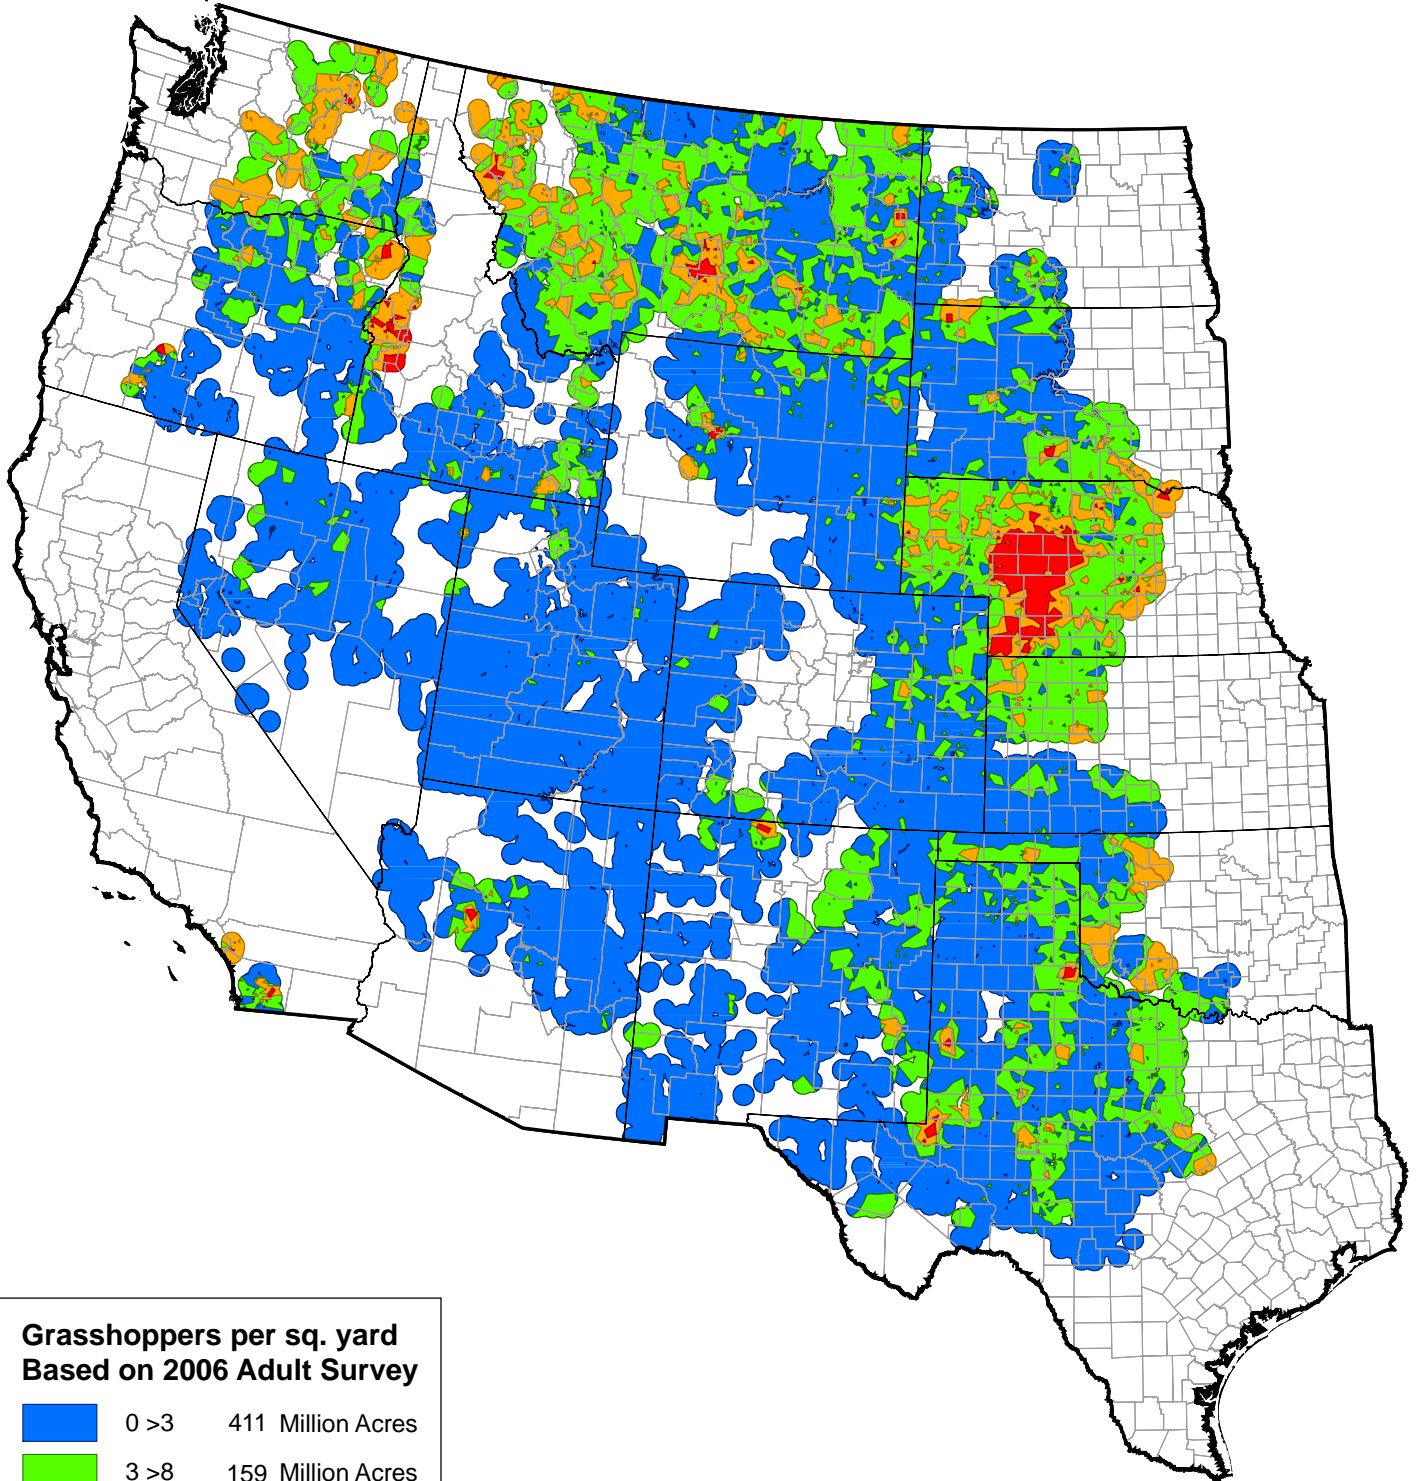 Grasshoppers per sq. yard
Based on 2006 Adult Survey
0 >3 411 Million Acres
3 >8 159 Million Acres